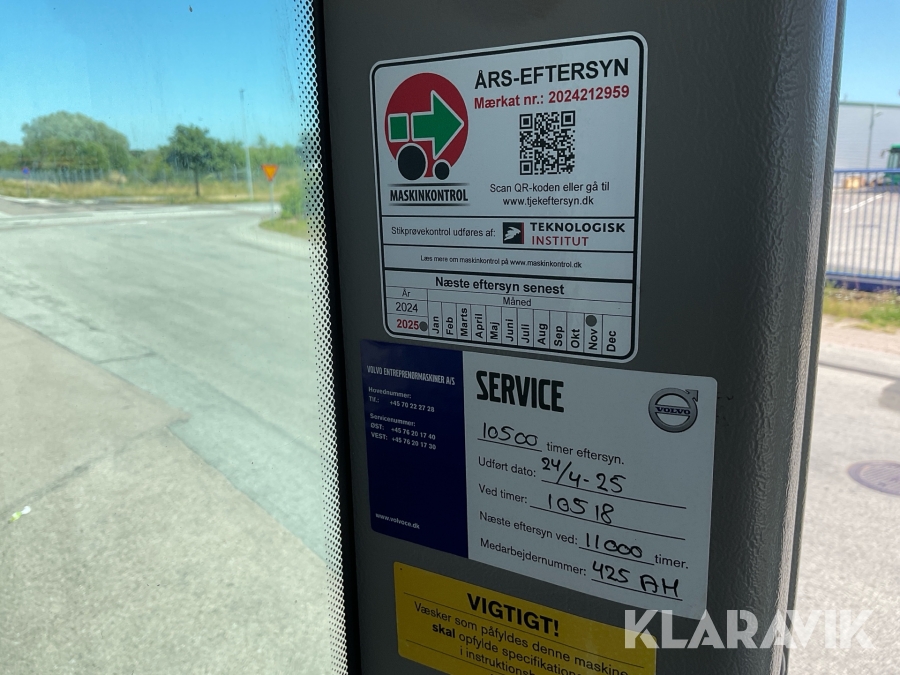 ÅRS-EFTERSYN
Mærkat nr.: 2024212959
MASKINKONTROL
Scan QR-koden eller gå til
www.tjekeftersyn.dk
Stikprøvekontrol udføres af:
TEKNOLOGISK
INSTITUT
Læs mere om maskinkontrol på www.maskinkontrol.dk
Næste eftersyn senest
År
Måned
2024
2025
Jan Feb Marts April Maj Juni Juli Aug Sep Okt Nov Dec
VOLVO ENTREPRENØRMASKINER A/S
Hovednummer:
Tlf.: +45 70 22 27 28
Servicenummer:
ØST: +45 76 20 17 40
VEST: +45 76 20 17 30
www.volvoce.dk
SERVICE
VOLVO
10500 timer eftersyn.
Udført dato: 24/4-25
Ved timer: 10518
Næste eftersyn ved: 11000 timer.
Medarbejdernummer: 425 AH
VIGTIGT!
Væsker som påfyldes denne maskine
skal opfylde specifikation
i instruktionsb
KLARAVIK